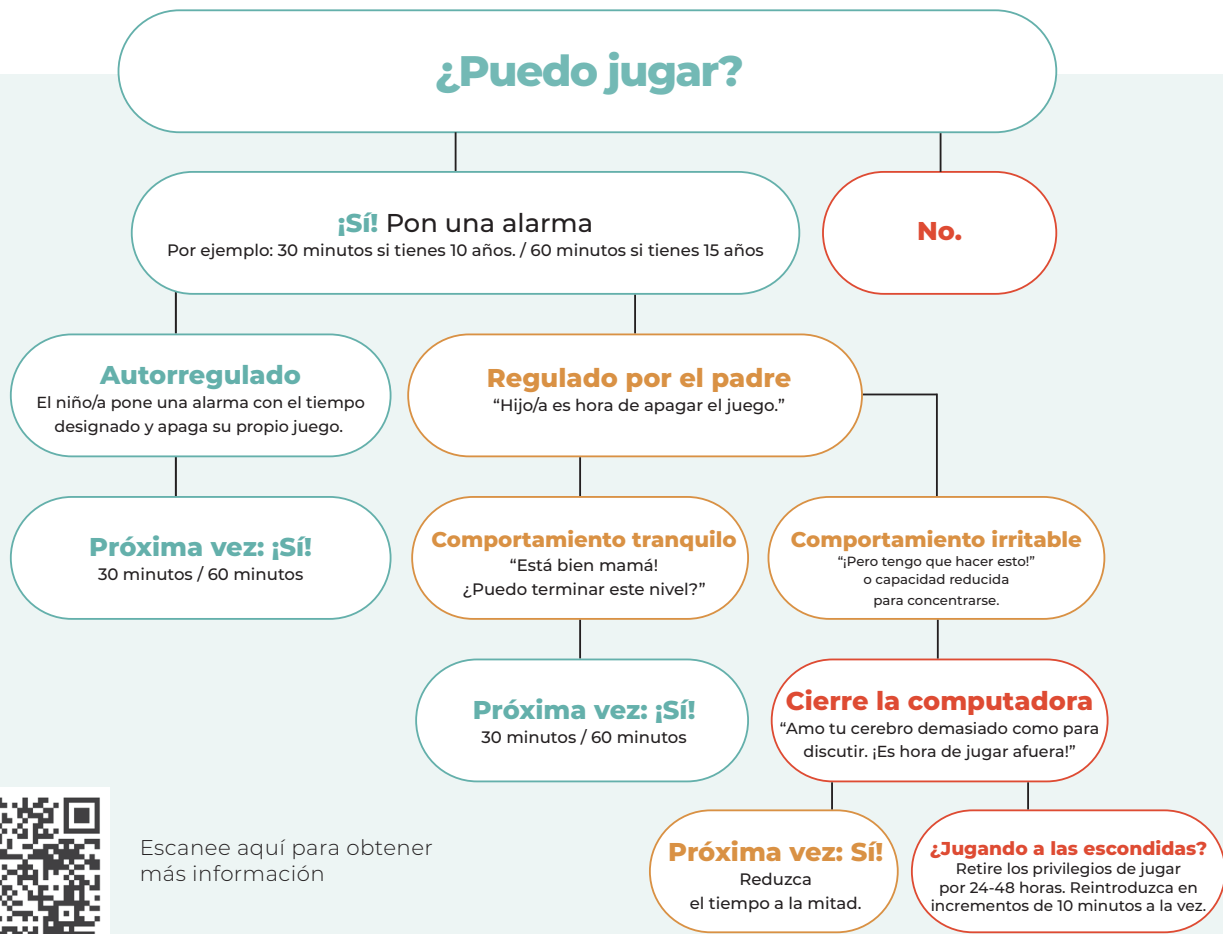 ¿Puedo jugar?
¡Sí! Pon una alarma
Por ejemplo: 30 minutos si tienes 10 años. / 60 minutos si tienes 15 años
No.
Autorregulado
El niño/a pone una alarma con el tiempo
designado y apaga su propio juego.
Regulado por el padre
“Hijo/a es hora de apagar el juego.”
Próxima vez: ¡Sí!
30 minutos / 60 minutos
Comportamiento tranquilo
“Está bien mamá!
¿Puedo terminar este nivel?”
Comportamiento irritable
“¡Pero tengo que hacer esto!”
o capacidad reducida
para concentrarse.
Próxima vez: ¡Sí!
30 minutos / 60 minutos
Cierre la computadora
“Amo tu cerebro demasiado como para
discutir. ¡Es hora de jugar afuera!”
Escanee aquí para obtener
más información
Próxima vez: Sí!
Reduzca
el tiempo a la mitad.
¿Jugando a las escondidas?
Retire los privilegios de jugar
por 24-48 horas. Reintroduzca en
incrementos de 10 minutos a la vez.